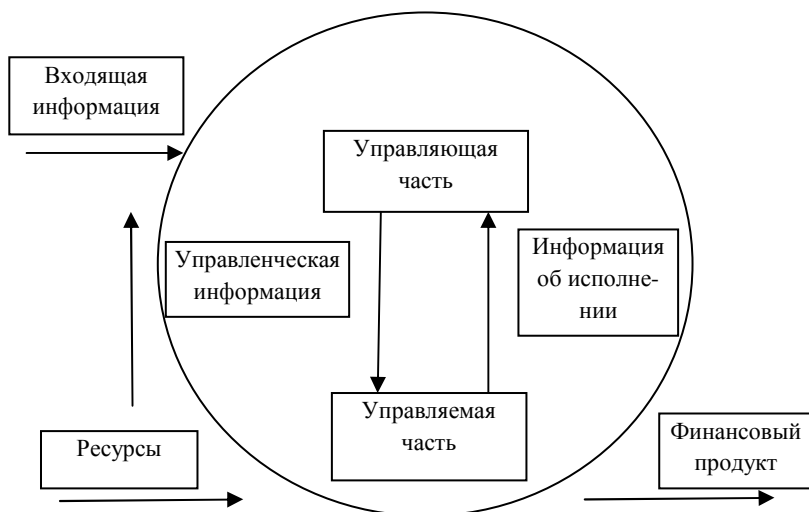 Входящая
информация
Управляющая
часть
Управленческая
информация
Информация
об исполне-
нии
Управляемая
часть
Ресурсы
Финансовый
продукт